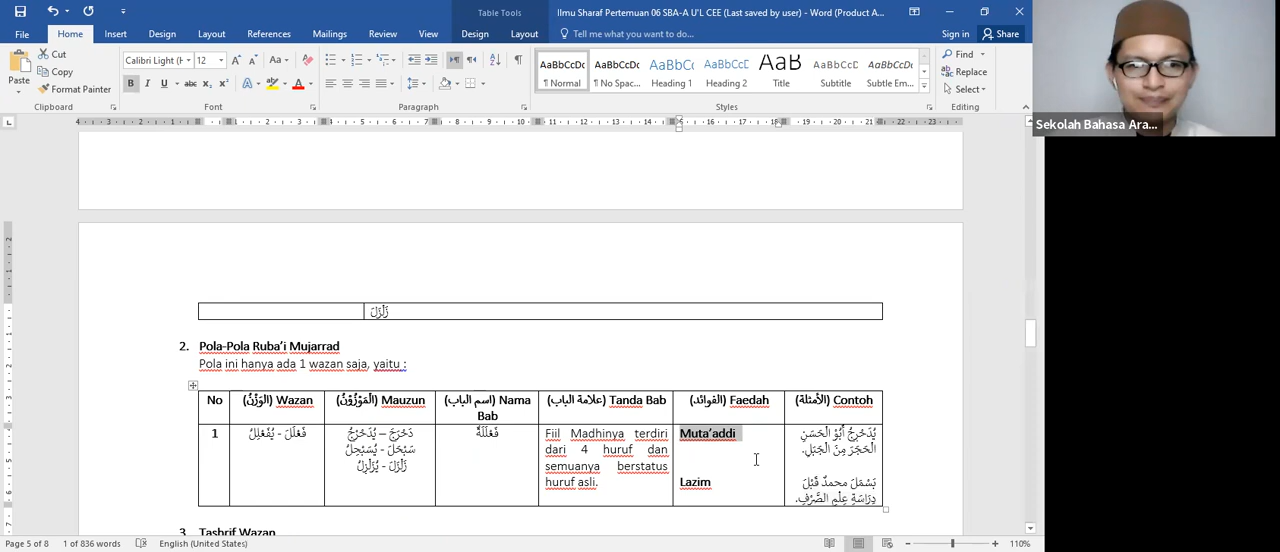 Table Tools
Ilmu Sharaf Pertemuan 06 SBA-A U'L CEE (Last saved by user) - Word (Product A...
File
Home
Insert
Design
Layout
References
Mailings
Review
View
Design
Layout
Tell me what you want to do...
Sign in
Share
Paste
Cut
Copy
Format Painter
Calibri Light (H
12
AaBbCcDc
AaBbCcDc
AaBbCc
AaBbCcC
AaB
AaBbCcC
AaBbCcDc
¶ Normal
¶ No Spac...
Heading 1
Heading 2
Title
Subtitle
Subtle Em...
Find
Replace
Select
Clipboard
Font
Paragraph
Styles
Editing
Sekolah Bahasa Ara...
زَلْزَلَ
2. Pola-Pola Ruba'i Mujarrad
Pola ini hanya ada 1 wazan saja, yaitu :
No
Wazan (الوَزْنُ)
Mauzun (الْمَوْزُوْنُ)
Nama (اسم الباب)
Bab
Tanda Bab (علامة الباب)
Faedah (الفوائد)
Contoh (الأمثلة)
1
فَعْلَلَ - يُفَعْلِلُ
دَحْرَجَ – يُدَحْرِجُ
سَبْحَلَ - يُسَبْحِلُ
زَلْزَلَ - يُزَلْزِلُ
فَعْلَلَةٌ
Fiil Madhinya terdiri
dari 4 huruf dan
semuanya berstatus
huruf asli.
Muta'addi
Lazim
يُدَحْرِجُ أَبُوْ الْحَسَنِ
الْحَجَرَ مِنَ الْجَبَلِ.
بَسْمَلَ محمدٌ قَبْلَ
دِرَاسَةِ عِلْمِ الصَّرْفِ.
3. Tashrif Wazan
Page 5 of 8
1 of 836 words
English (United States)
110%